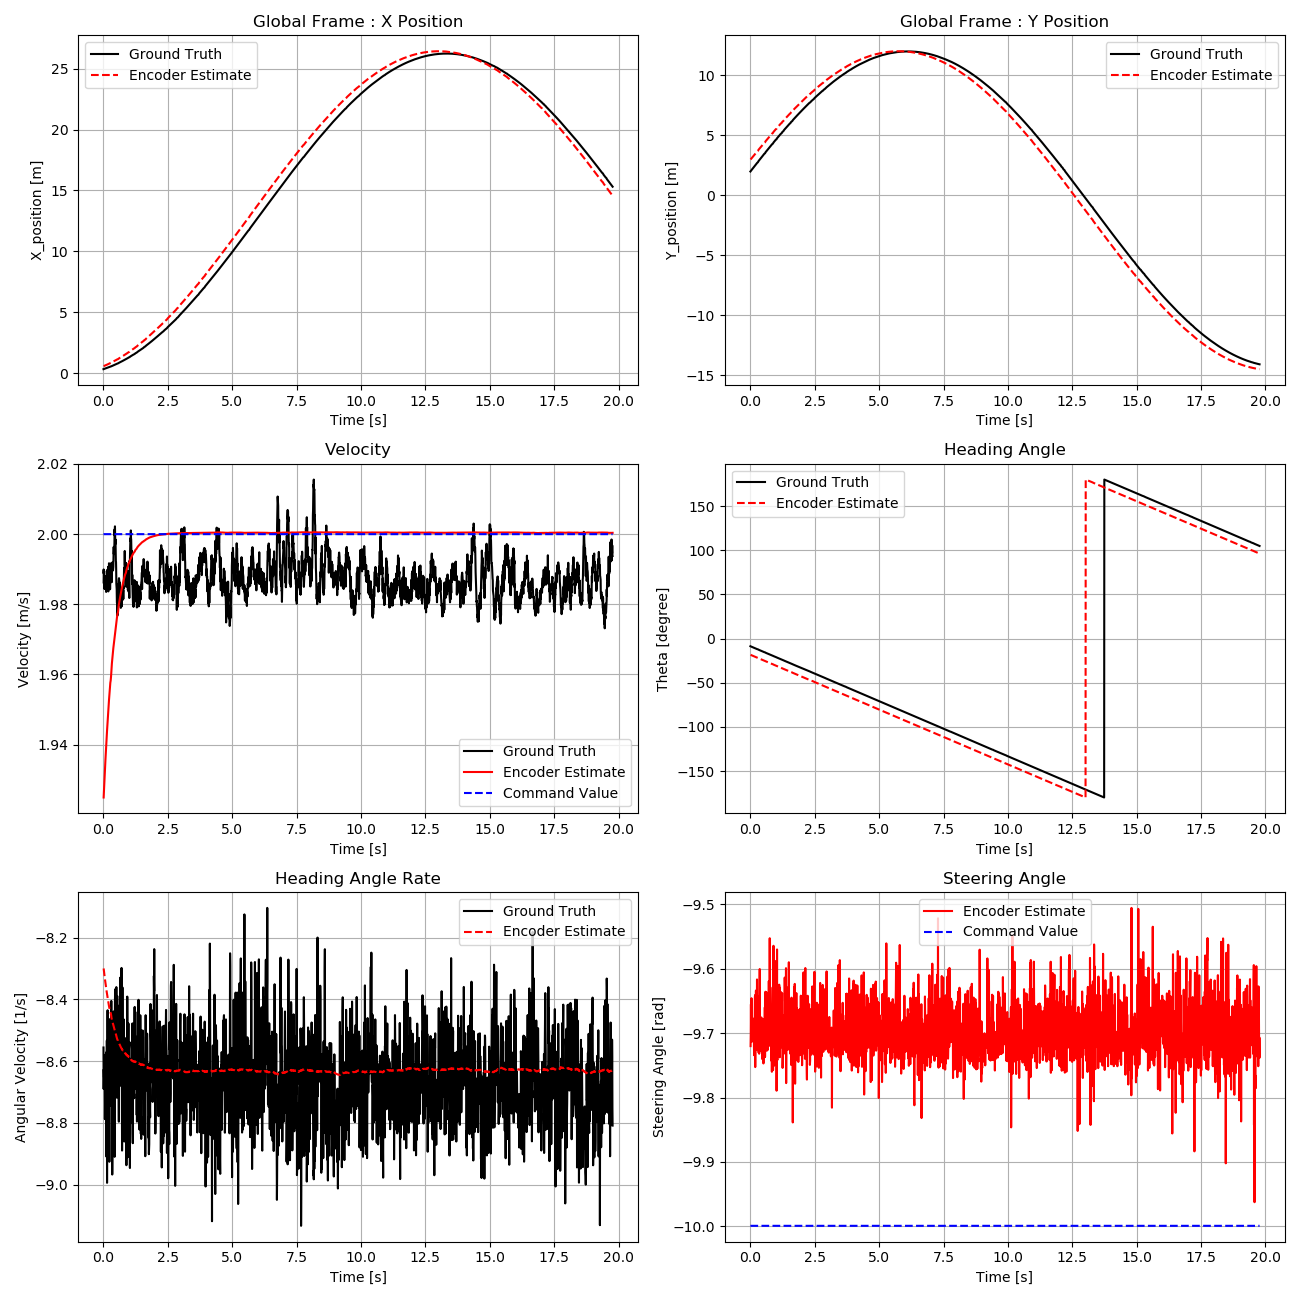 Global Frame : X Position
Ground Truth
Encoder Estimate
X_position [m]
25
20
15
10
5
0
0.0 2.5 5.0 7.5 10.0 12.5 15.0 17.5 20.0
Time [s]
Global Frame : Y Position
Ground Truth
Encoder Estimate
Y_position [m]
10
5
0
−5
−10
−15
0.0 2.5 5.0 7.5 10.0 12.5 15.0 17.5 20.0
Time [s]
Velocity
Velocity [m/s]
2.02
2.00
1.98
1.96
1.94
Ground Truth
Encoder Estimate
Command Value
0.0 2.5 5.0 7.5 10.0 12.5 15.0 17.5 20.0
Time [s]
Heading Angle
Ground Truth
Encoder Estimate
Theta [degree]
150
100
50
0
−50
−100
−150
0.0 2.5 5.0 7.5 10.0 12.5 15.0 17.5 20.0
Time [s]
Heading Angle Rate
Ground Truth
Encoder Estimate
Angular Velocity [1/s]
−8.2
−8.4
−8.6
−8.8
−9.0
0.0 2.5 5.0 7.5 10.0 12.5 15.0 17.5 20.0
Time [s]
Steering Angle
Encoder Estimate
Command Value
Steering Angle [rad]
−9.5
−9.6
−9.7
−9.8
−9.9
−10.0
0.0 2.5 5.0 7.5 10.0 12.5 15.0 17.5 20.0
Time [s]